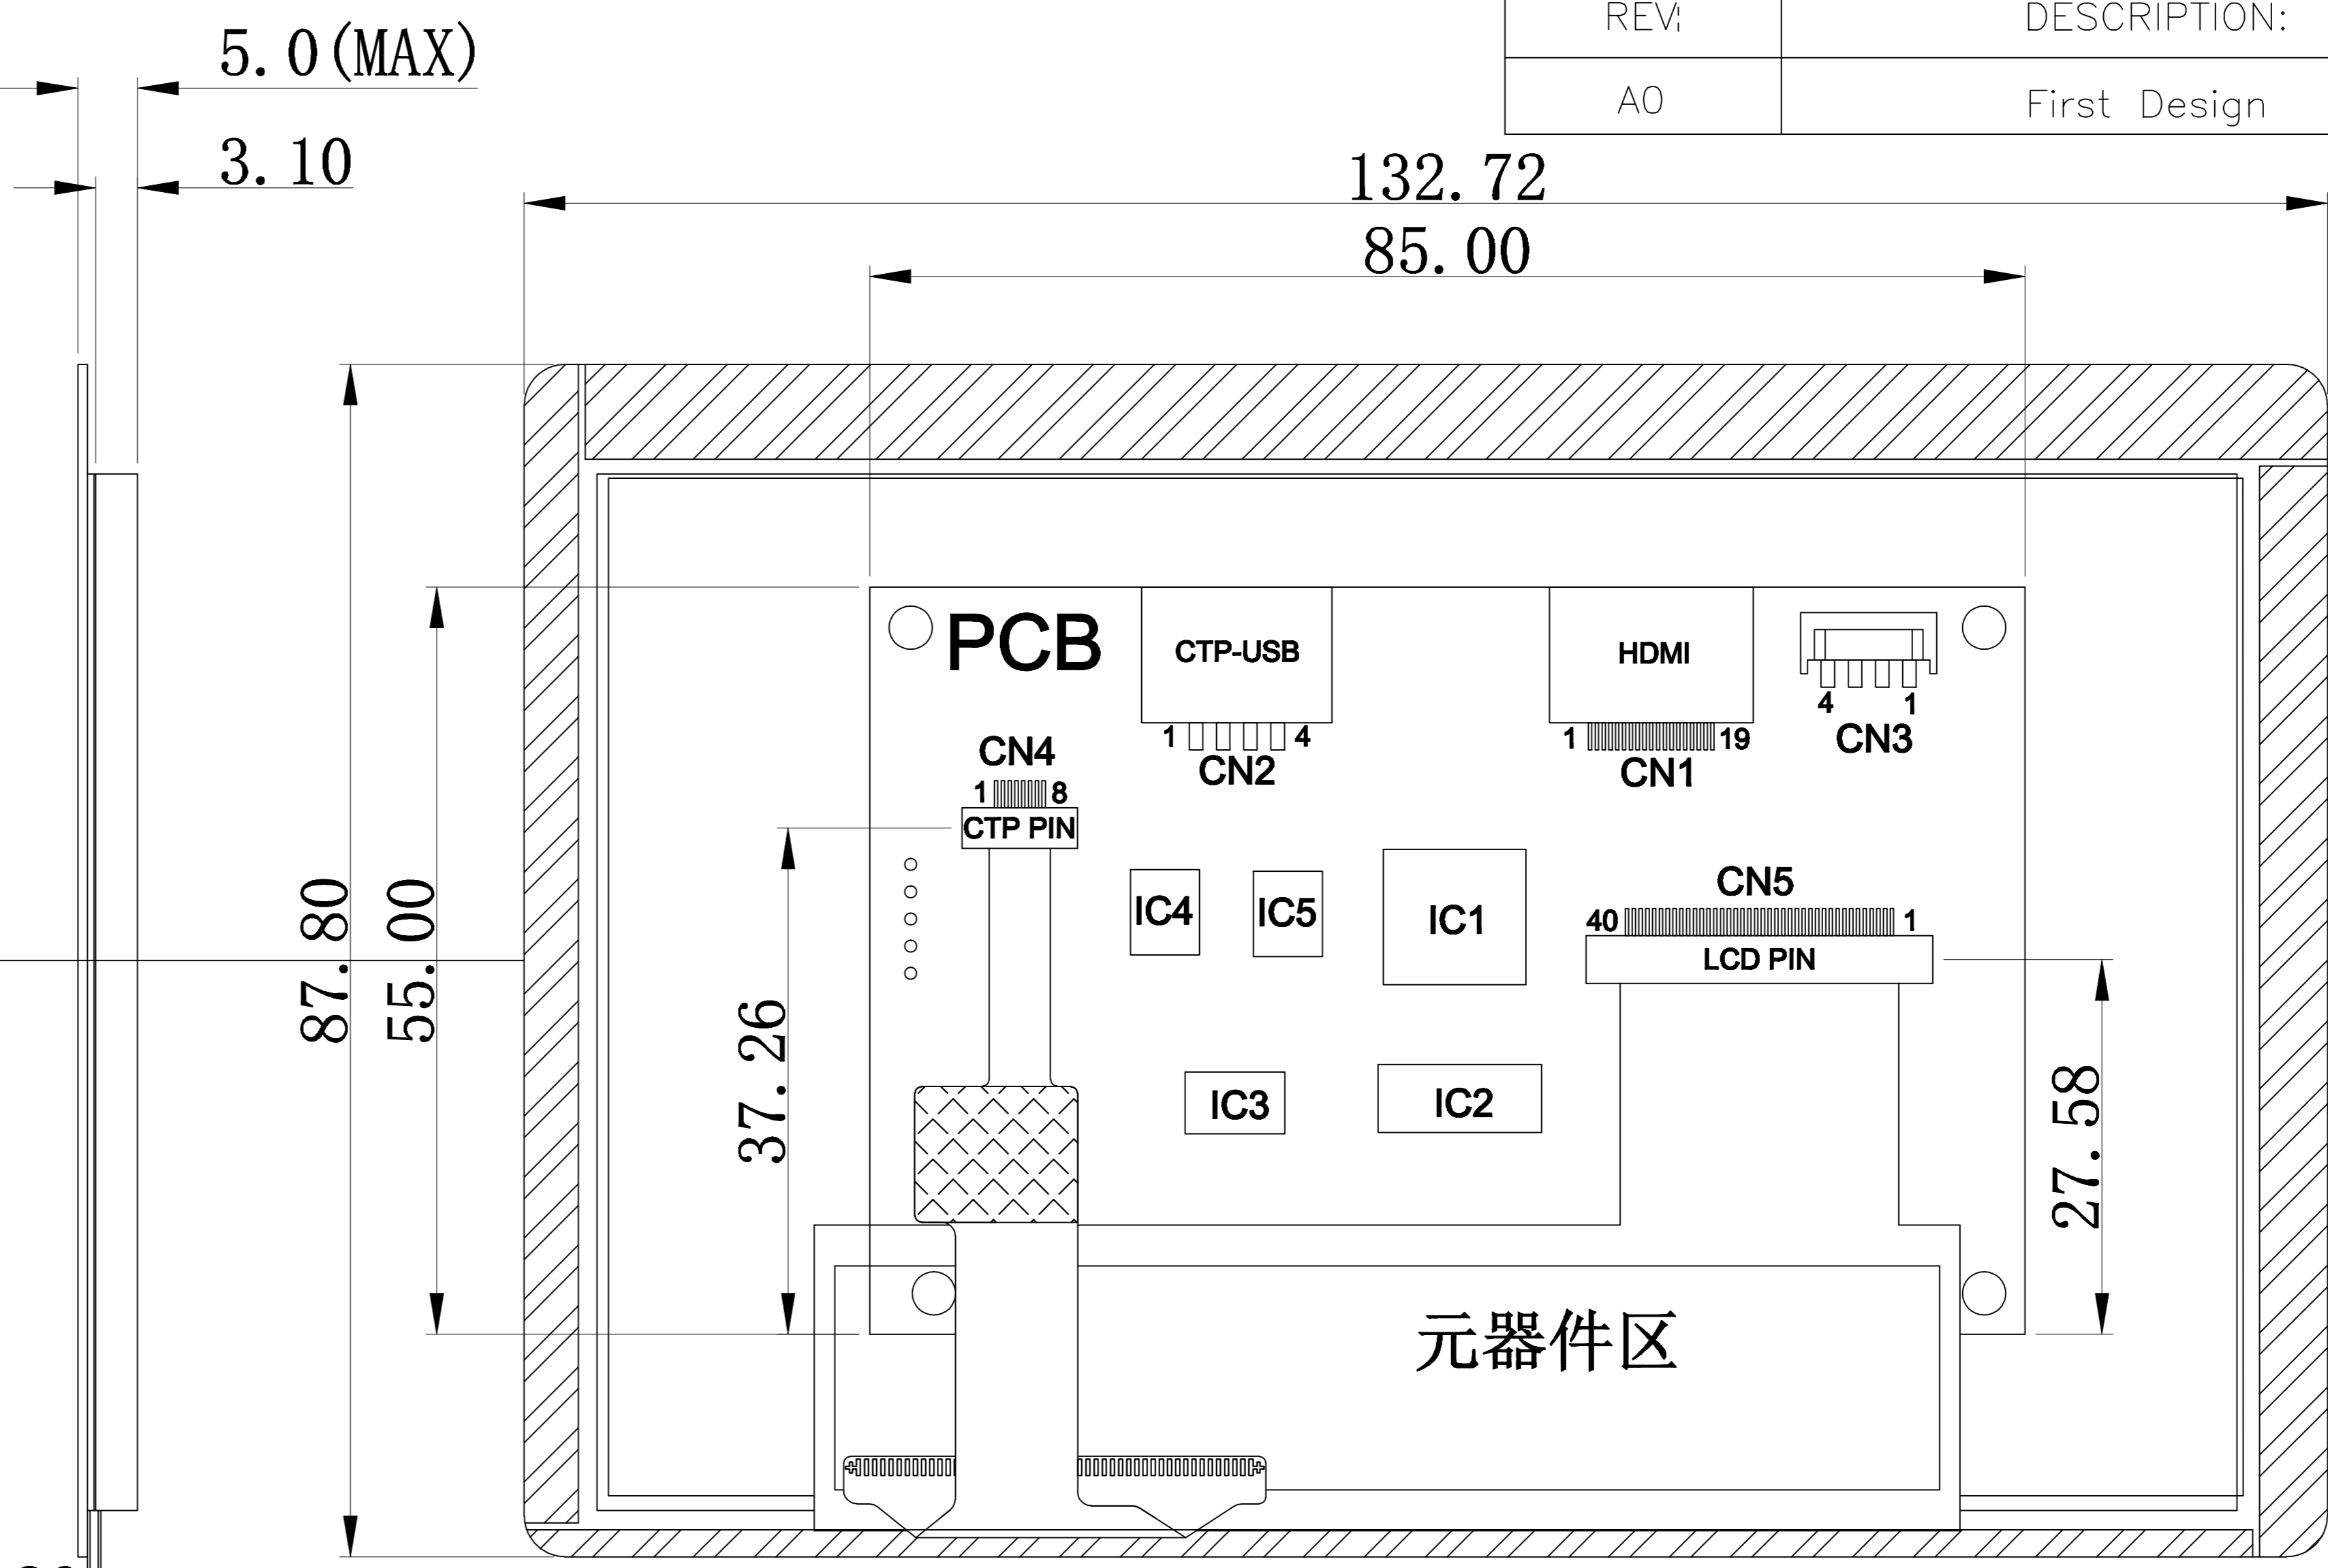 REV:
DESCRIPTION:
A0
First Design
5.0(MAX)
3.10
132.72
85.00
PCB
CTP-USB
HDMI
4 1
CN3
1 4
CN2
1 19
CN1
CN4
1 8
CTP PIN
IC4
IC5
IC1
CN5
40 1
LCD PIN
87.80
55.00
37.26
27.58
IC3
IC2
元器件区